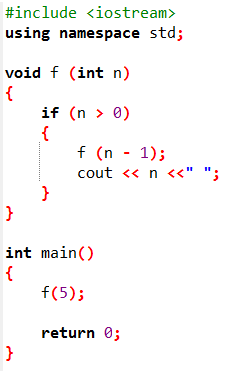 #include <iostream>
using namespace std;

void f (int n)
{
    if (n > 0)
    {
        f (n - 1);
        cout << n <<" ";
    }
}

int main()
{
    f(5);

    return 0;
}